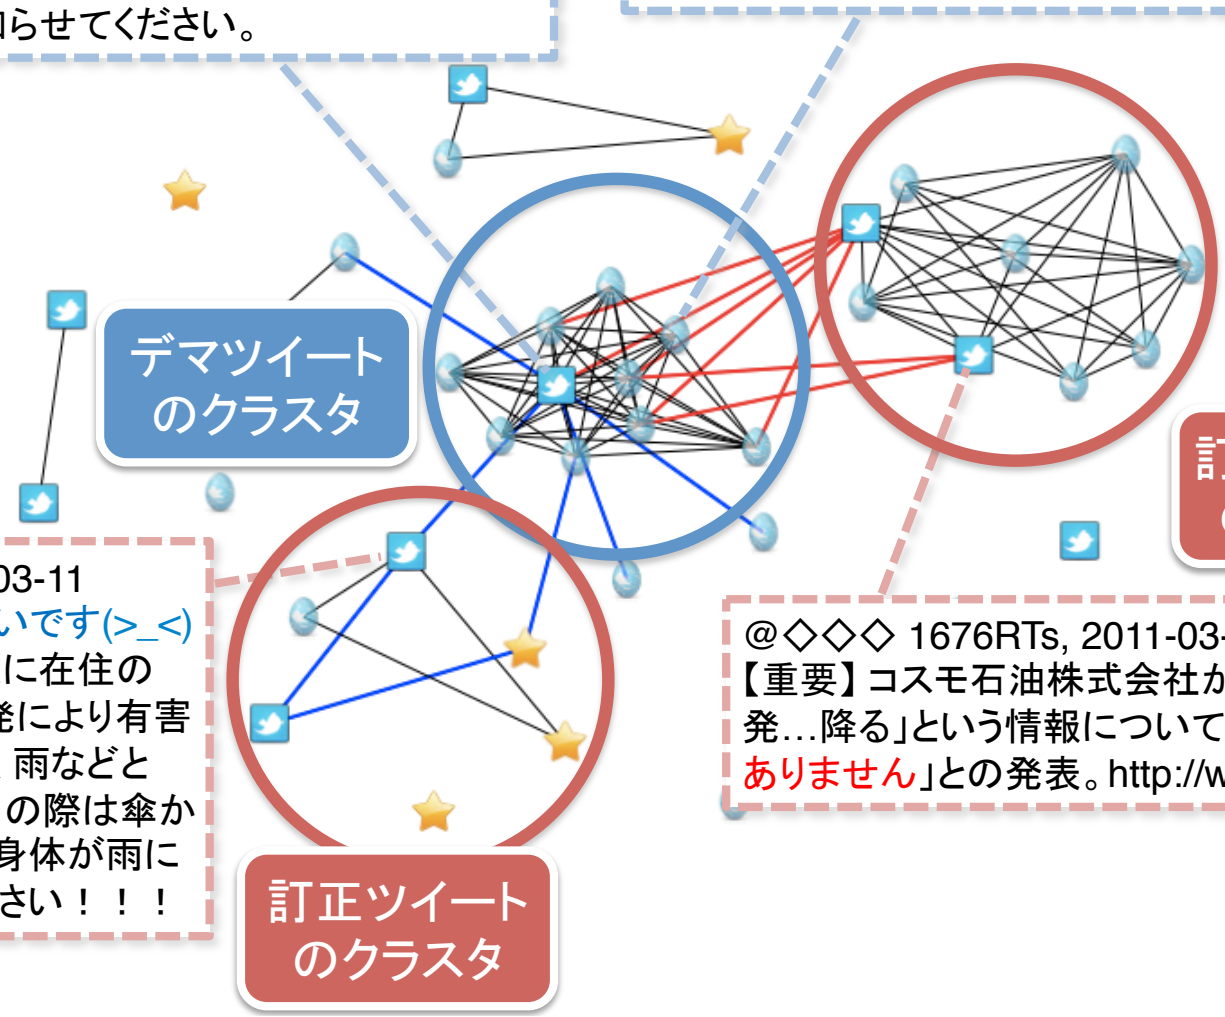 らせてください。
デマツイート
のクラスタ
03-11
いです(>_<)
に在住の
発により有害
雨などと
の際は傘か
身体が雨に
さい！！！
訂正ツイート
のクラスタ
@◇◇◇ 1676RTs, 2011-03-
【重要】コスモ石油株式会社か
発…降る」という情報について
ありません」との発表。http://w